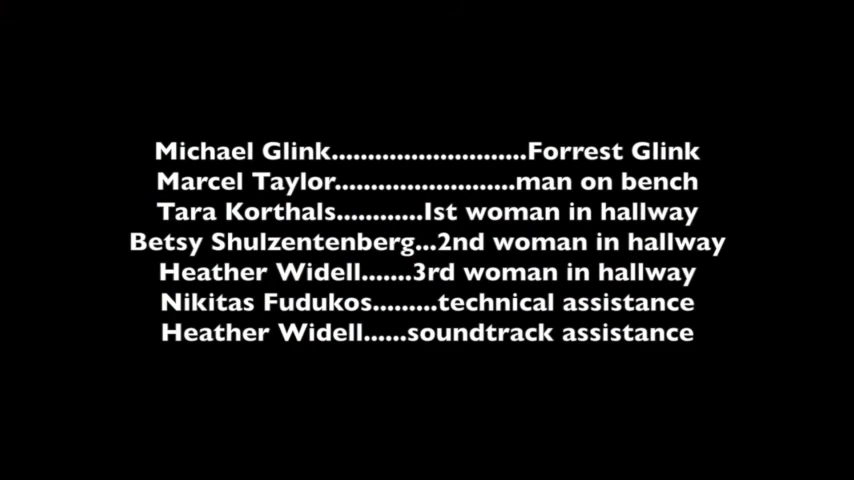 Michael Glink...........................Forrest Glink
Marcel Taylor.........................man on bench
Tara Korthals............1st woman in hallway
Betsy Shulzentenberg...2nd woman in hallway
Heather Widell.......3rd woman in hallway
Nikitas Fudukos.........technical assistance
Heather Widell......soundtrack assistance